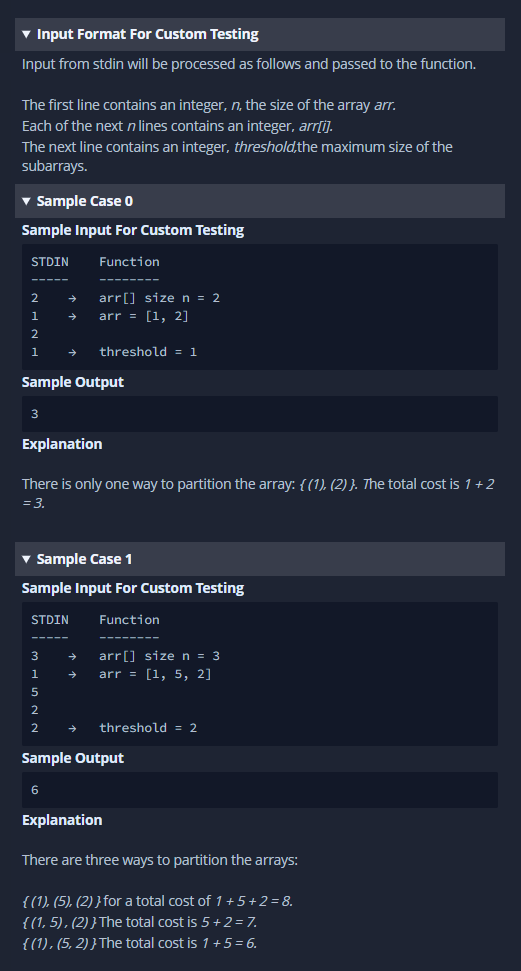 ▼ Input Format For Custom Testing
Input from stdin will be processed as follows and passed to the function.
The first line contains an integer, n, the size of the array arr.
Each of the next n lines contains an integer, arr[i].
The next line contains an integer, threshold,the maximum size of the
subarrays.
▼ Sample Case 0
Sample Input For Custom Testing
STDIN    Function
-----    --------
2    →   arr[] size n = 2
1    →   arr = [1, 2]
2
1    →   threshold = 1
Sample Output
3
Explanation
There is only one way to partition the array: { (1), (2) }. The total cost is 1 + 2
= 3.
▼ Sample Case 1
Sample Input For Custom Testing
STDIN    Function
-----    --------
3    →   arr[] size n = 3
1    →   arr = [1, 5, 2]
5
2
2    →   threshold = 2
Sample Output
6
Explanation
There are three ways to partition the arrays:
{ (1), (5), (2) } for a total cost of 1 + 5 + 2 = 8.
{ (1, 5) , (2) } The total cost is 5 + 2 = 7.
{ (1) , (5, 2) } The total cost is 1 + 5 = 6.